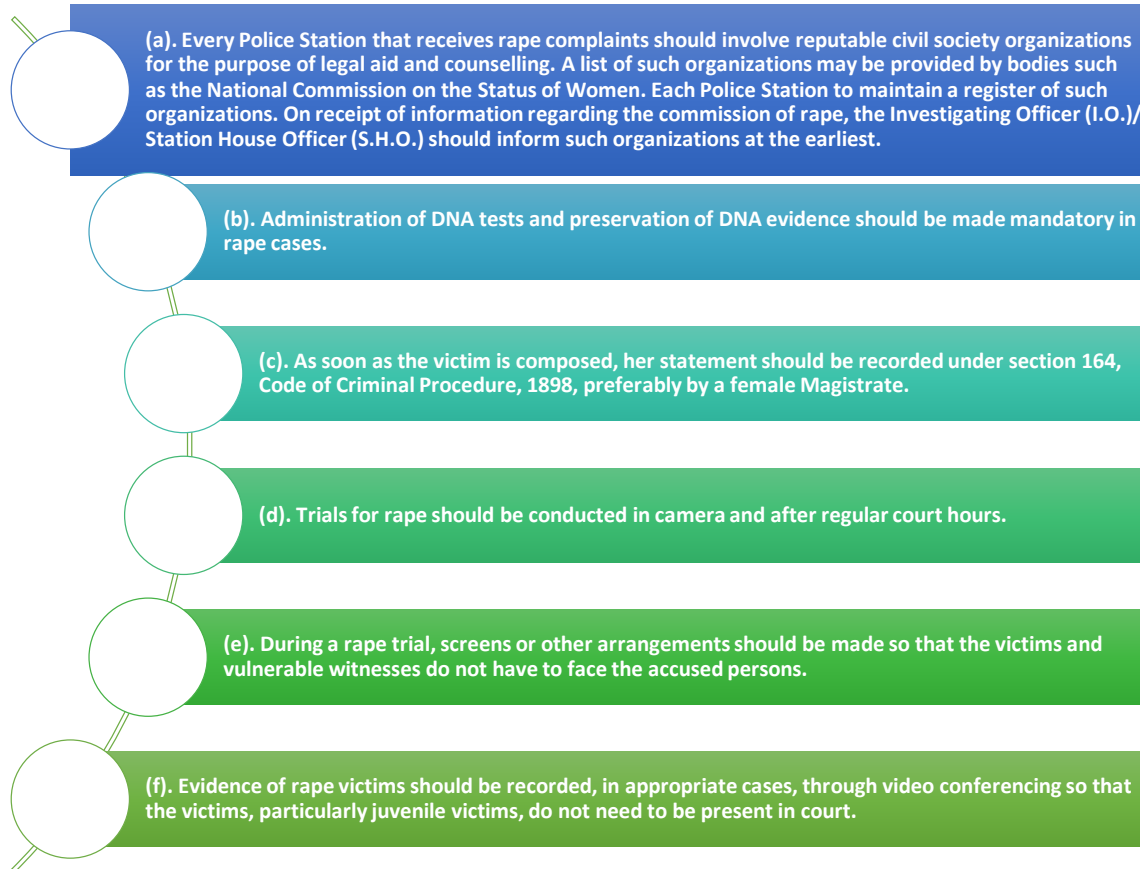 (a). Every Police Station that receives rape complaints should involve reputable civil society organizations
for the purpose of legal aid and counselling. A list of such organizations may be provided by bodies such
as the National Commission on the Status of Women. Each Police Station to maintain a register of such
organizations. On receipt of information regarding the commission of rape, the Investigating Officer (I.O.)/
Station House Officer (S.H.O.) should inform such organizations at the earliest.
(b). Administration of DNA tests and preservation of DNA evidence should be made mandatory in
rape cases.
(c). As soon as the victim is composed, her statement should be recorded under section 164,
Code of Criminal Procedure, 1898, preferably by a female Magistrate.
(d). Trials for rape should be conducted in camera and after regular court hours.
(e). During a rape trial, screens or other arrangements should be made so that the victims and
vulnerable witnesses do not have to face the accused persons.
(f). Evidence of rape victims should be recorded, in appropriate cases, through video conferencing so that
the victims, particularly juvenile victims, do not need to be present in court.